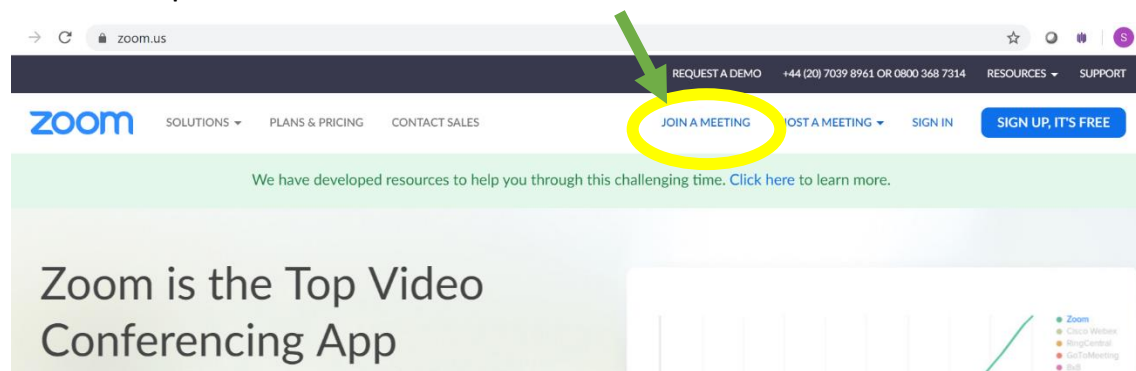 zoom.us
S
REQUEST A DEMO +44 (20) 7039 8961 OR 0800 368 7314 RESOURCES SUPPORT
zoom SOLUTIONS PLANS & PRICING CONTACT SALES JOIN A MEETING HOST A MEETING SIGN IN SIGN UP, IT'S FREE
We have developed resources to help you through this challenging time. Click here to learn more.
Zoom is the Top Video
Conferencing App
Zoom
Cisco Webex
RingCentral
GoToMeeting
8x8